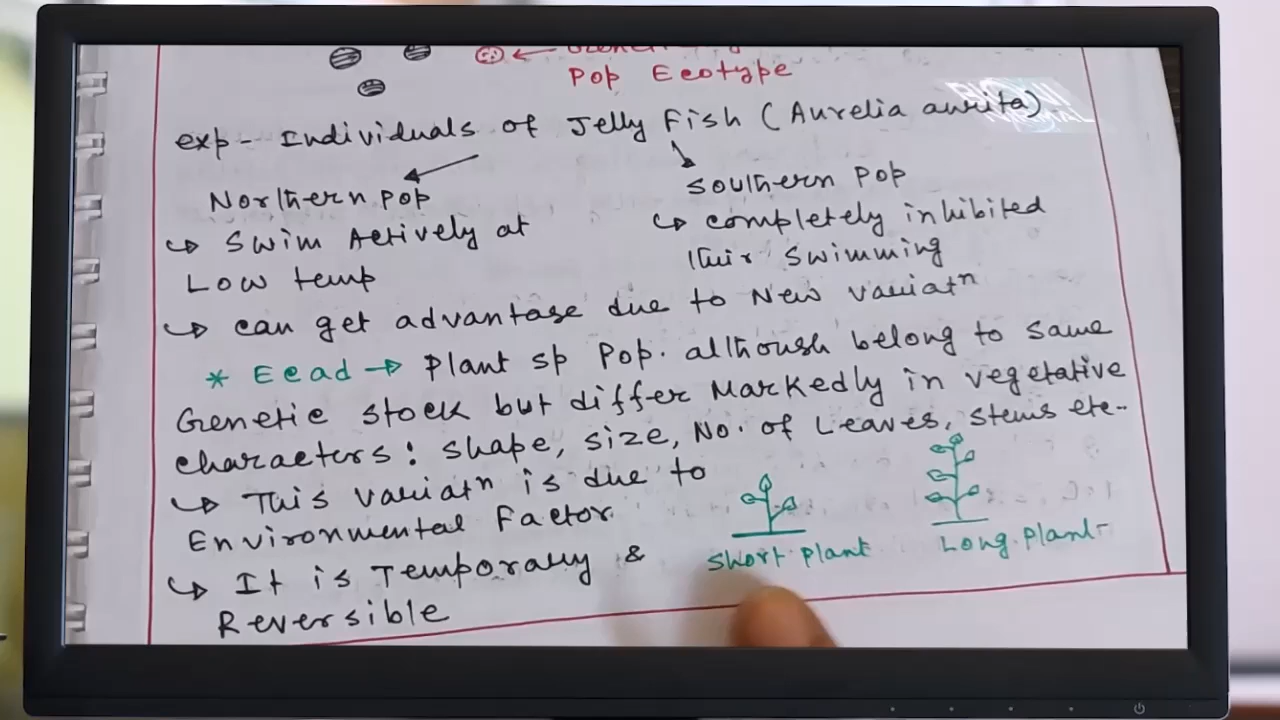 Pop Ecotype
exp- Individuals of Jelly Fish (Aurelia aurita)
Northern pop
Southern pop
↳ Swim Actively at
Low temp
↳ completely inhibited
their swimming
↳ can get advantage due to New variatⁿ
* Ecad → Plant sp Pop. although belong to same
Genetic stock but differ Markedly in vegetative
characters: shape, size, No. of Leaves, stems etc..
↳ This variatⁿ is due to
Environmental Factor.
↳ It is Temporally &
Reversible
Short plant
Long plant